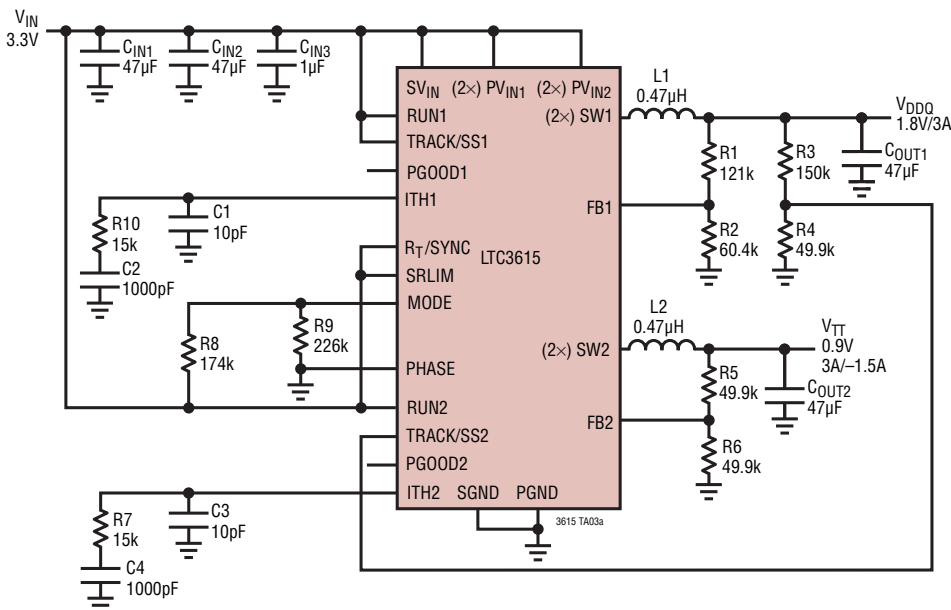 VIN
3.3V
CIN1
47µF
CIN2
47µF
CIN3
1µF
SVIN (2×) PVIN1 (2×) PVIN2
RUN1
TRACK/SS1
PGOOD1
ITH1
RT/SYNC
SRLIM
MODE
PHASE
RUN2
TRACK/SS2
PGOOD2
ITH2
SGND PGND
LTC3615
(2×) SW1
FB1
(2×) SW2
FB2
L1
0.47µH
VDDQ
1.8V/3A
R1
121k
R3
150k
COUT1
47µF
R2
60.4k
R4
49.9k
C1
10pF
R10
15k
C2
1000pF
R8
174k
R9
226k
L2
0.47µH
VTT
0.9V
3A/–1.5A
R5
49.9k
COUT2
47µF
R6
49.9k
R7
15k
C3
10pF
C4
1000pF
3615 TA03a